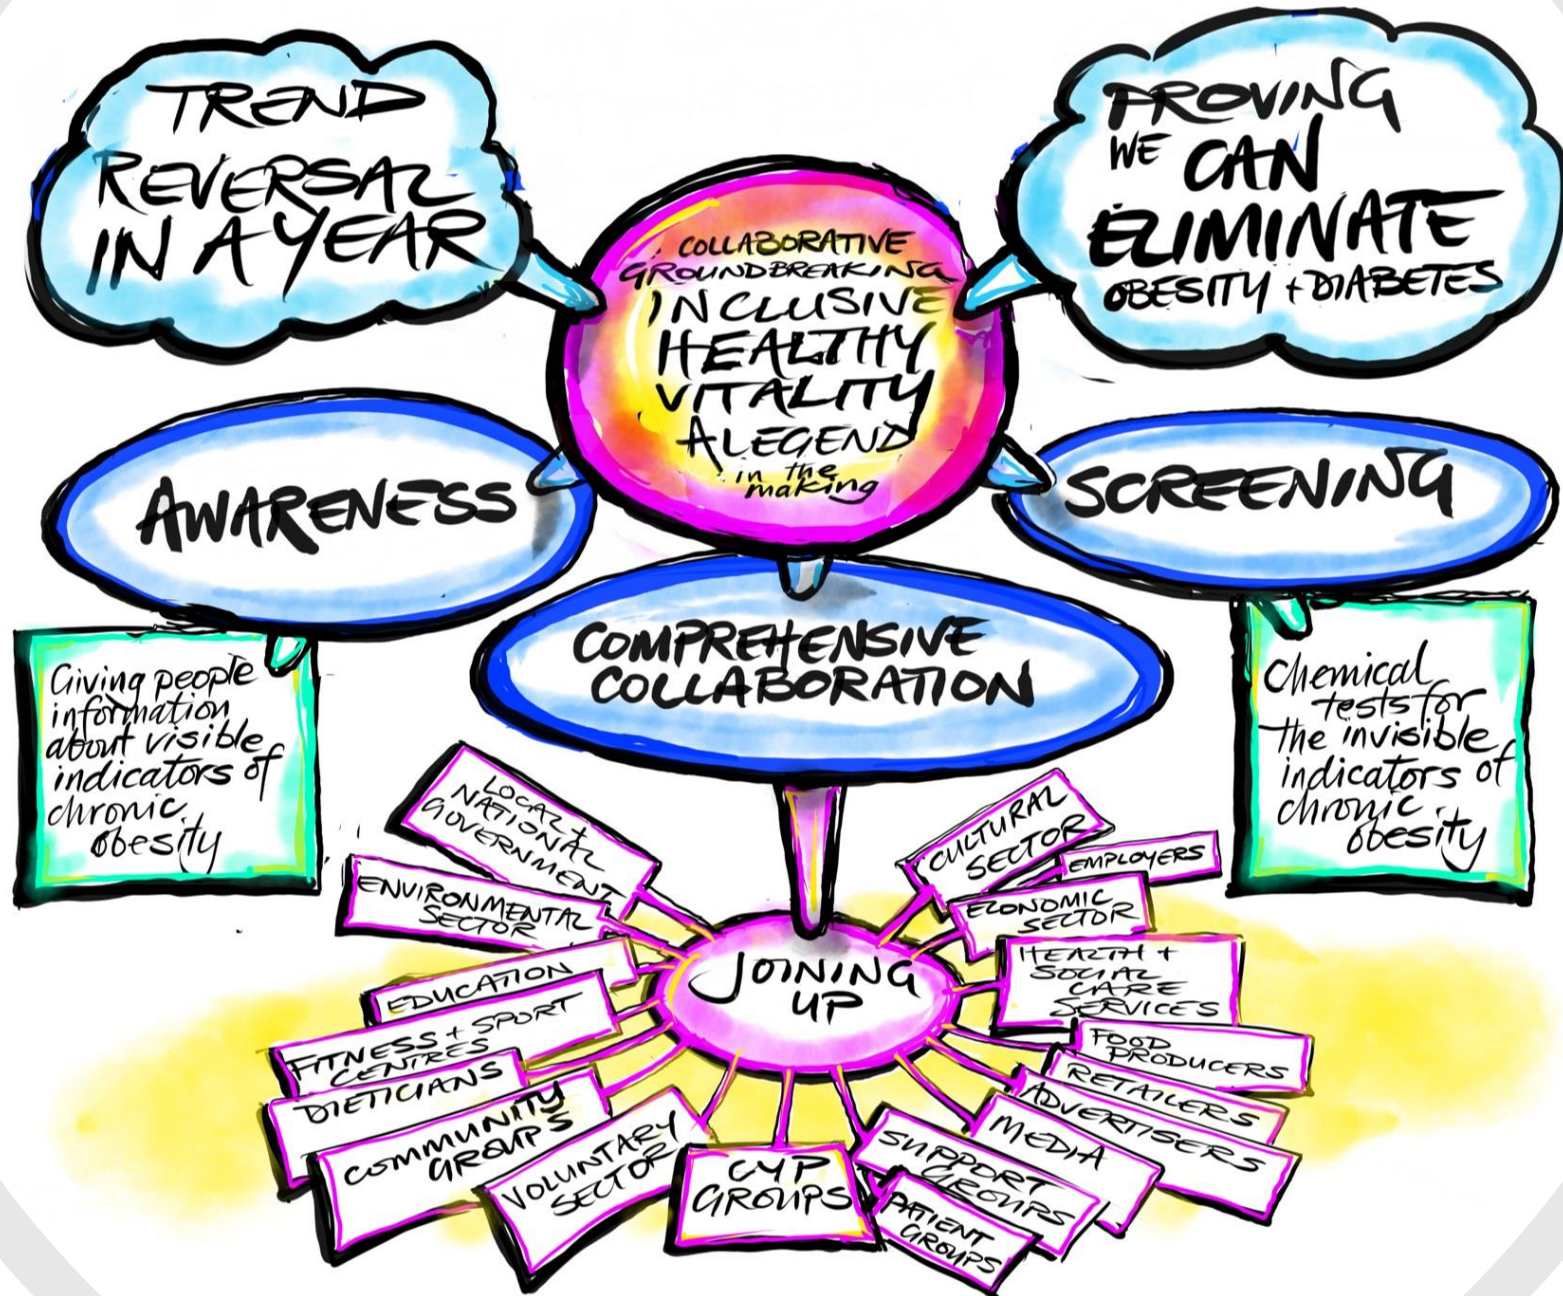 TREND
REVERSAL
IN A YEAR
PROVING
WE CAN
ELIMINATE
OBESITY + DIABETES
COLLABORATIVE
GROUNDBREAKING
INCLUSIVE
HEALTHY
VITALITY
A LEGEND
in the
making
AWARENESS
SCREENING
COMPREHENSIVE
COLLABORATION
Giving people
information
about visible
indicators of
chronic
obesity
Chemical
tests for
the invisible
indicators of
chronic
obesity
LOCAL +
NATIONAL
GOVERNMENT
ENVIRONMENTAL
SECTOR
EDUCATION
FITNESS + SPORT
CENTRES
DIETICIANS
COMMUNITY
GROUPS
VOLUNTARY
SECTOR
JOINING
UP
CYP
GROUPS
CULTURAL
SECTOR
EMPLOYERS
ECONOMIC
SECTOR
HEALTH +
SOCIAL
CARE
SERVICES
FOOD
PRODUCERS
RETAILERS
ADVERTISERS
MEDIA
SUPPORT
GROUPS
PATIENT
GROUPS